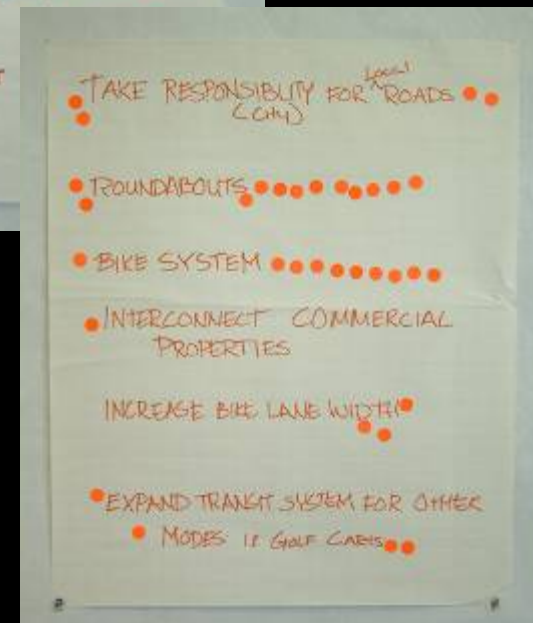 TAKE RESPONSIBLITY FOR LOCAL ROADS
(CITY)
ROUNDABOUTS
BIKE SYSTEM
INTERCONNECT COMMERCIAL
PROPERTIES
INCREASE BIKE LANE WIDTH
EXPAND TRANSIT SYSTEM FOR OTHER
MODES IE GOLF CARTS